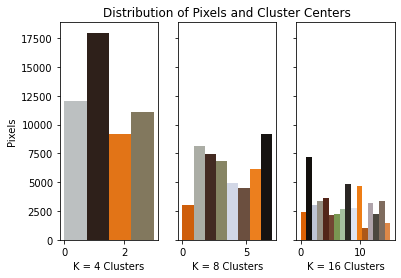 Distribution of Pixels and Cluster Centers
17500
15000
12500
10000
7500
5000
2500
0
Pixels
0 2
K = 4 Clusters
0 5
K = 8 Clusters
0 10
K = 16 Clusters